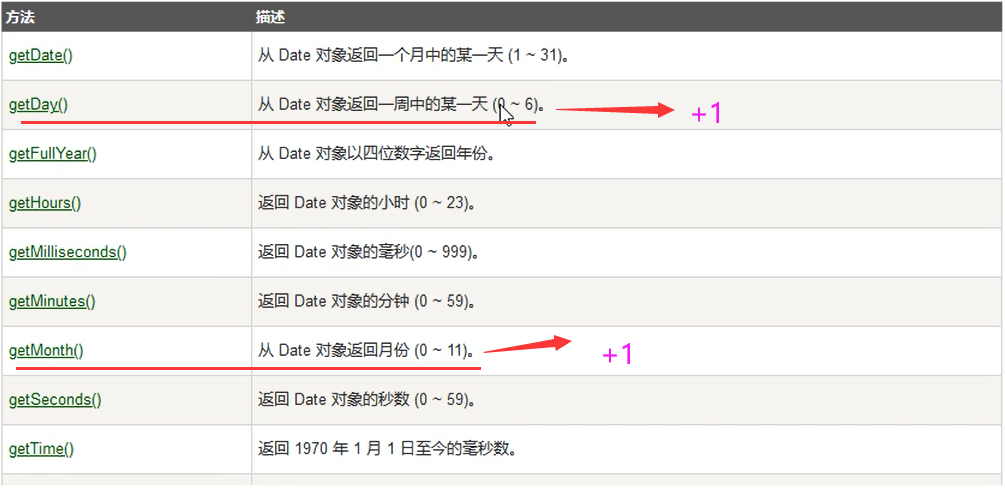 方法 描述
getDate() 从 Date 对象返回一个月中的某一天 (1 ~ 31)。
getDay() 从 Date 对象返回一周中的某一天 (0 ~ 6)。 +1
getFullYear() 从 Date 对象以四位数字返回年份。
getHours() 返回 Date 对象的小时 (0 ~ 23)。
getMilliseconds() 返回 Date 对象的毫秒(0 ~ 999)。
getMinutes() 返回 Date 对象的分钟 (0 ~ 59)。
getMonth() 从 Date 对象返回月份 (0 ~ 11)。 +1
getSeconds() 返回 Date 对象的秒数 (0 ~ 59)。
getTime() 返回 1970 年 1 月 1 日至今的毫秒数。